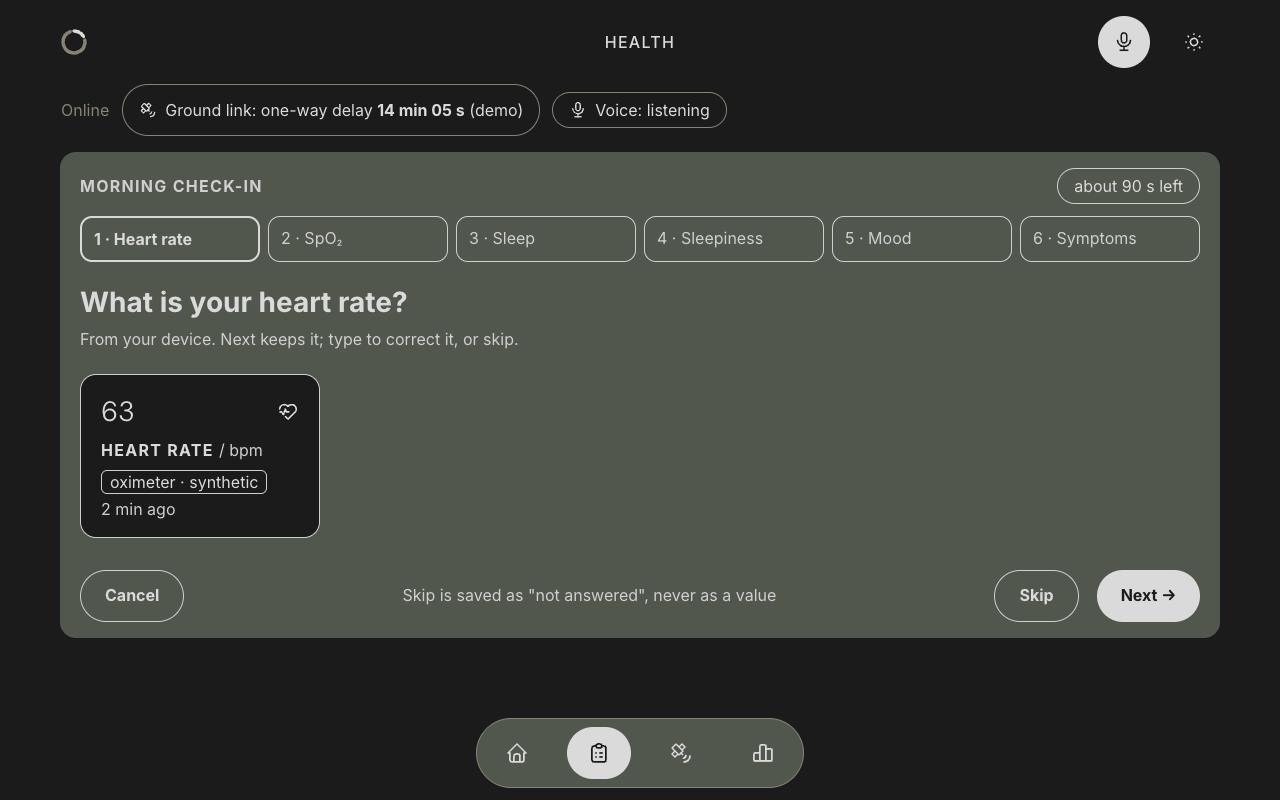 HEALTH
Online
Ground link: one-way delay 14 min 05 s (demo)
Voice: listening
MORNING CHECK-IN
about 90 s left
1 · Heart rate
2 · SpO₂
3 · Sleep
4 · Sleepiness
5 · Mood
6 · Symptoms
What is your heart rate?
From your device. Next keeps it; type to correct it, or skip.
63
HEART RATE / bpm
oximeter · synthetic
2 min ago
Cancel
Skip is saved as "not answered", never as a value
Skip
Next →